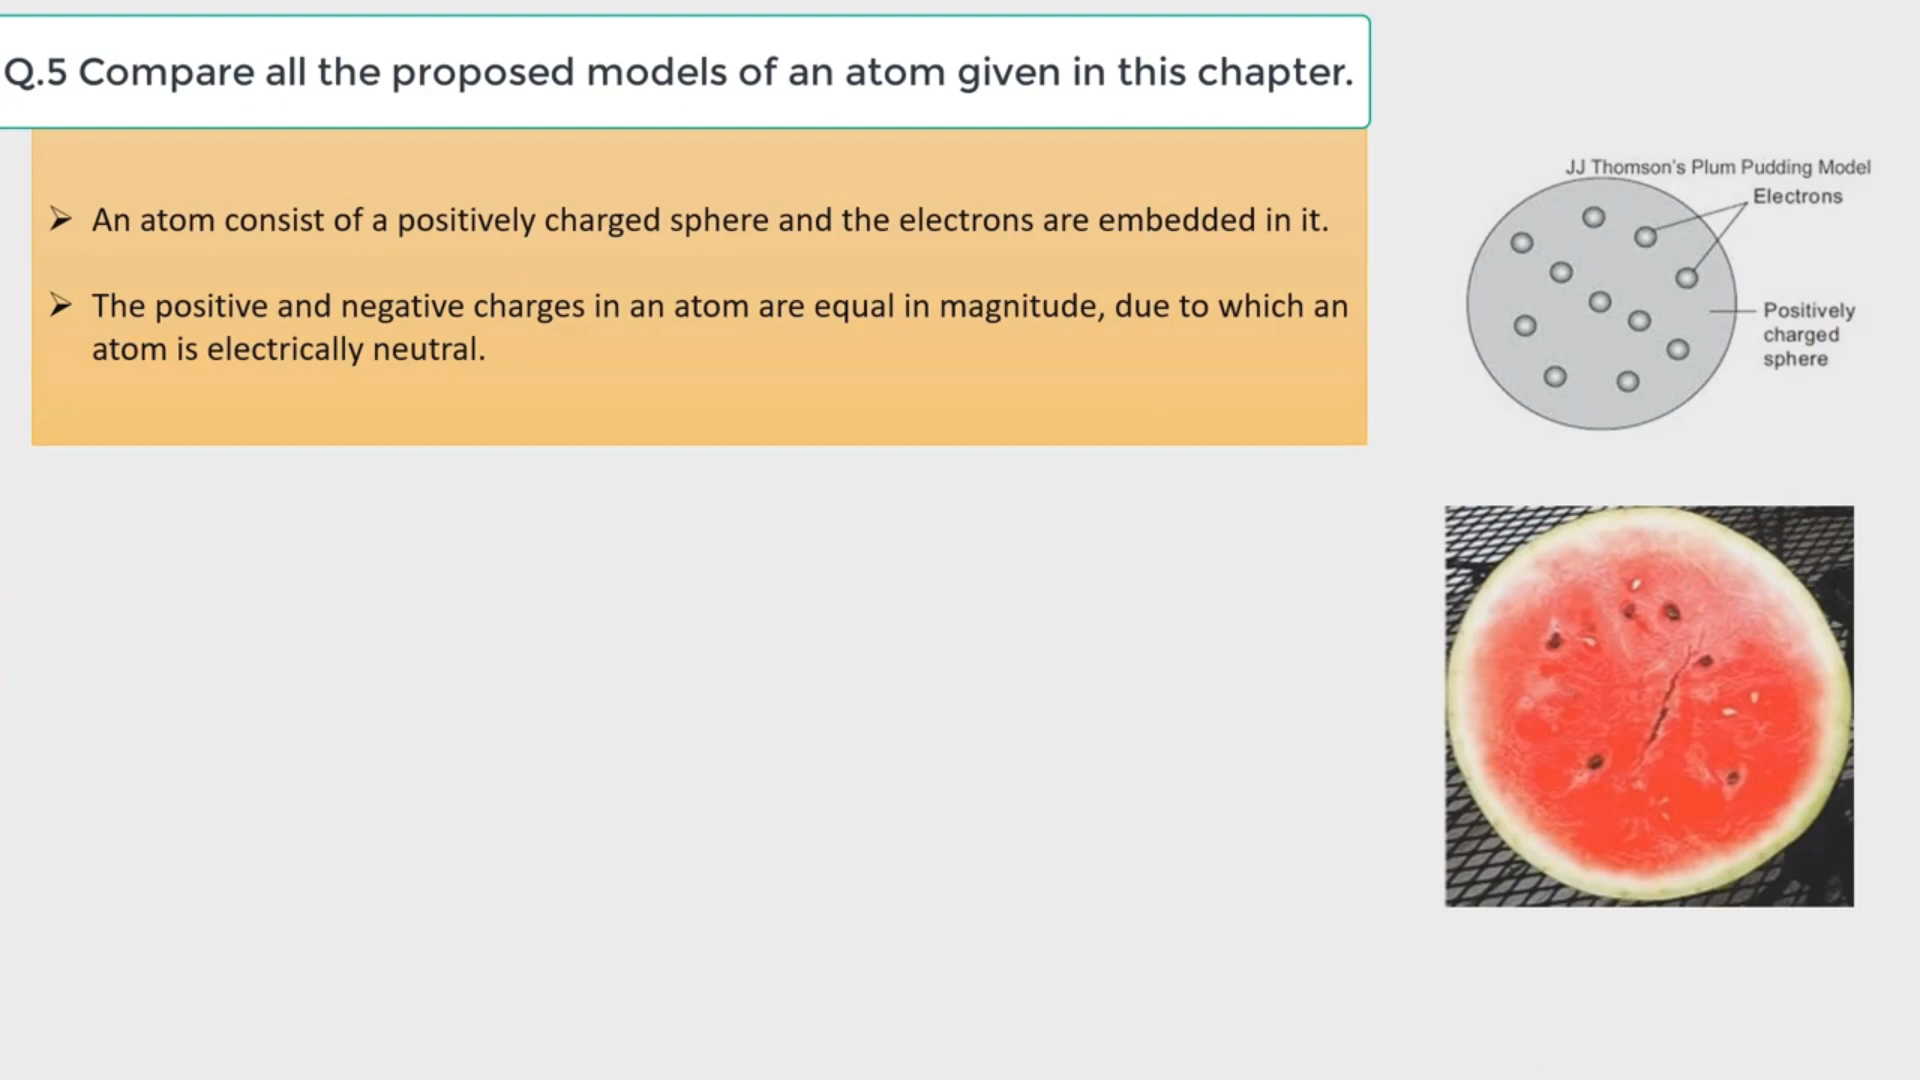 Q.5 Compare all the proposed models of an atom given in this chapter.
➢ An atom consist of a positively charged sphere and the electrons are embedded in it.
➢ The positive and negative charges in an atom are equal in magnitude, due to which an
atom is electrically neutral.
JJ Thomson's Plum Pudding Model
Electrons
Positively
charged
sphere